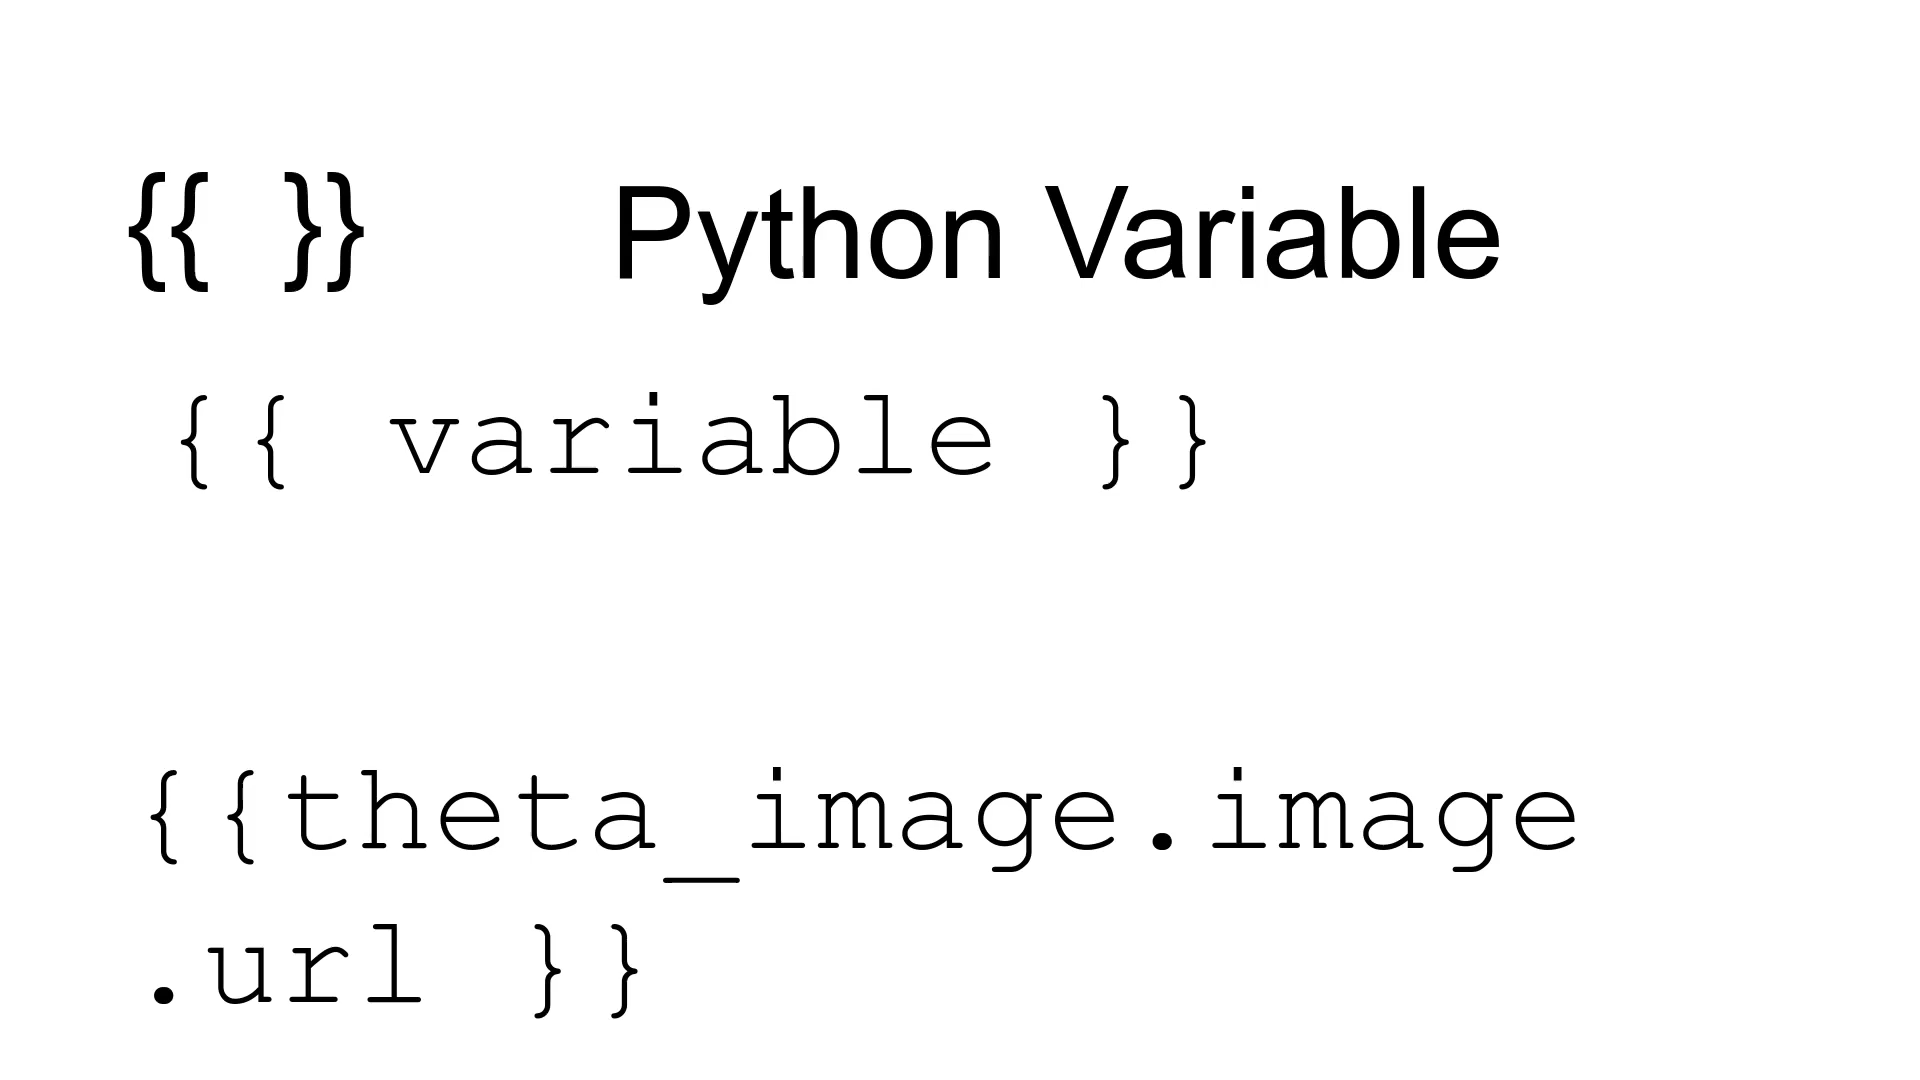 {{ }} Python Variable
{{ variable }}
{{theta_image.image
.url }}